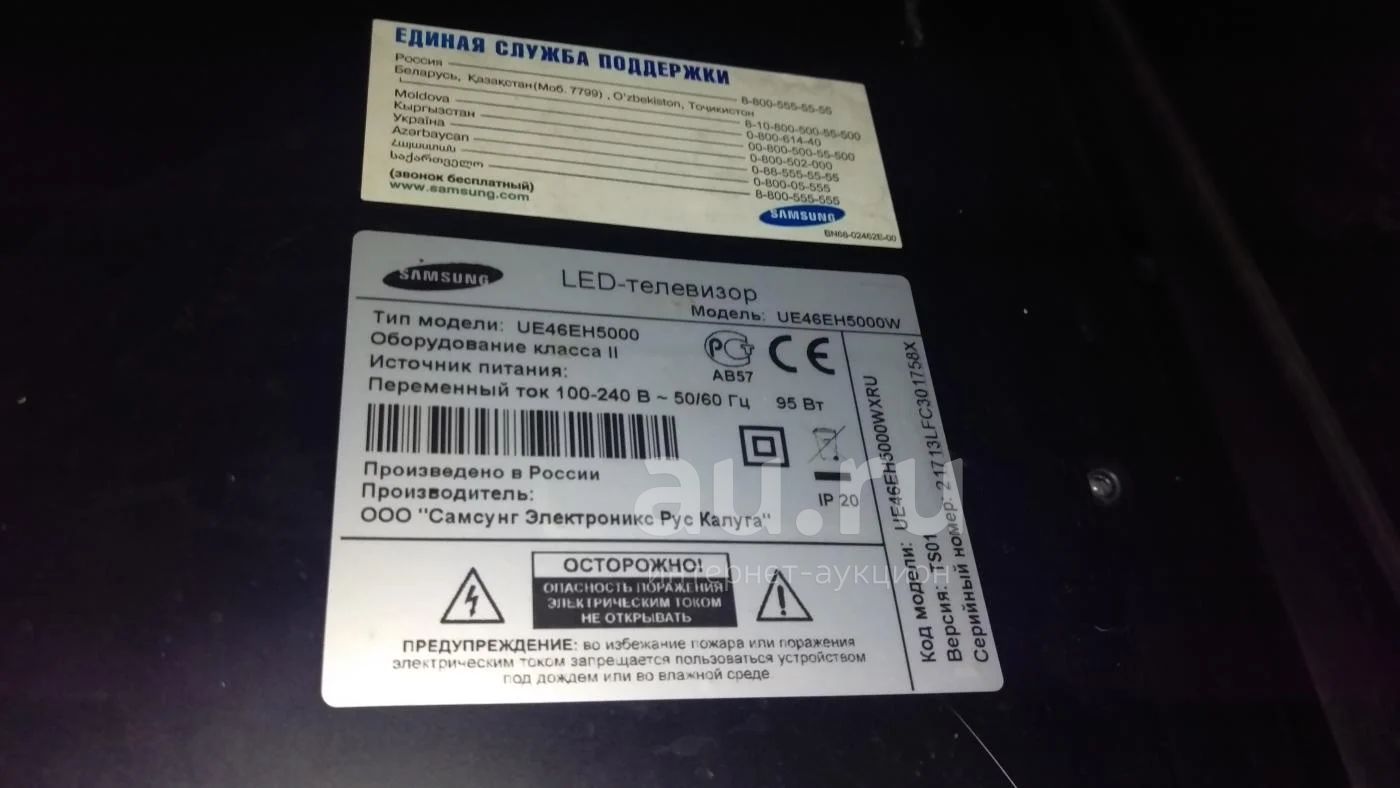 ЕДИНАЯ СЛУЖБА ПОДДЕРЖКИ
Россия 8-800-555-55-55
Беларусь, Қазақстан(Моб. 7799) , O'zbekiston, Тоҷикистон
8-10-800-500-55-500
Moldova 0-800-614-40
Кыргызстан 00-800-500-55-500
Україна 0-800-502-000
Azərbaycan 0-88-555-55-55
Հայաստան 0-800-05-555
საქართველო 8-800-555-555
(звонок бесплатный)
www.samsung.com
SAMSUNG
BN68-02462E-00
SAMSUNG
LED-телевизор
Модель: UE46EH5000W
Тип модели: UE46EH5000
Оборудование класса II
Источник питания:
Переменный ток 100-240 В ~ 50/60 Гц 95 Вт
АВ57
CE
Произведено в России
Производитель:
ООО "Самсунг Электроникс Рус Калуга"
IP 20
ОСТОРОЖНО!
ОПАСНОСТЬ ПОРАЖЕНИЯ
ЭЛЕКТРИЧЕСКИМ ТОКОМ
НЕ ОТКРЫВАТЬ
ПРЕДУПРЕЖДЕНИЕ: во избежание пожара или поражения
электрическим током запрещается пользоваться устройством
под дождем или во влажной среде
Код модели: UE46EH5000WXRU
Версия: TS01
Серийный номер: Z1713LFC301758X
au.ru
интернет-аукцион